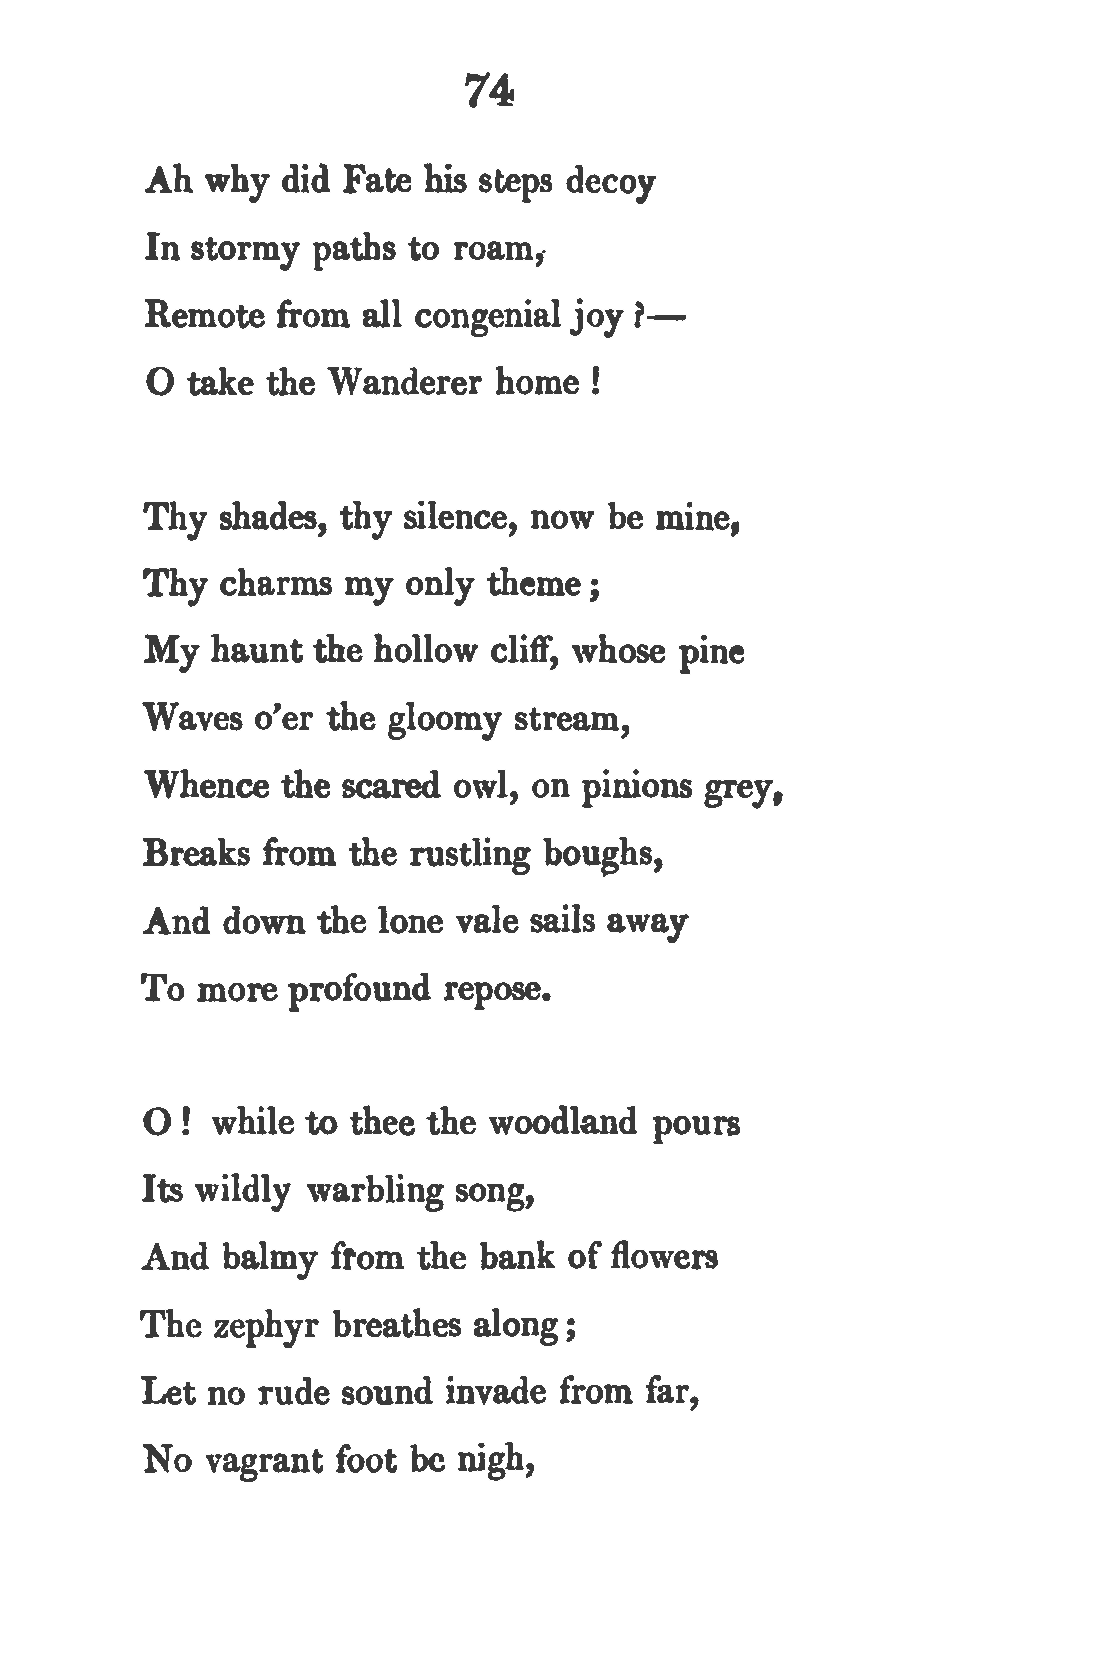 74
Ah why did Fate his steps decoy
In stormy paths to roam,
Remote from all congenial joy ?—
O take the Wanderer home !
Thy shades, thy silence, now be mine,
Thy charms my only theme ;
My haunt the hollow cliff, whose pine
Waves o'er the gloomy stream,
Whence the scared owl, on pinions grey,
Breaks from the rustling boughs,
And down the lone vale sails away
To more profound repose.
O ! while to thee the woodland pours
Its wildly warbling song,
And balmy from the bank of flowers
The zephyr breathes along ;
Let no rude sound invade from far,
No vagrant foot be nigh,